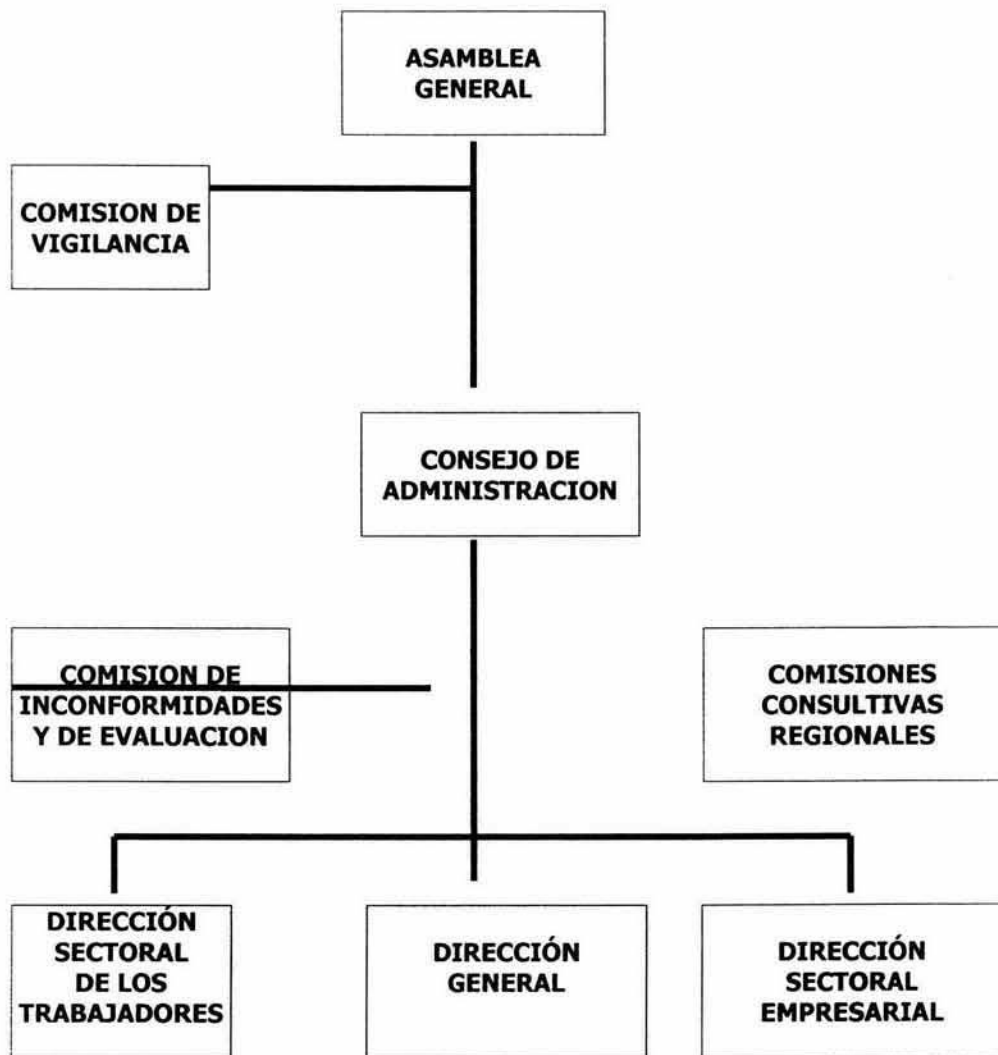 ASAMBLEA
GENERAL
COMISION DE
VIGILANCIA
CONSEJO DE
ADMINISTRACION
COMISION DE
INCONFORMIDADES
Y DE EVALUACION
COMISIONES
CONSULTIVAS
REGIONALES
DIRECCIÓN
SECTORAL
DE LOS
TRABAJADORES
DIRECCIÓN
GENERAL
DIRECCIÓN
SECTORAL
EMPRESARIAL